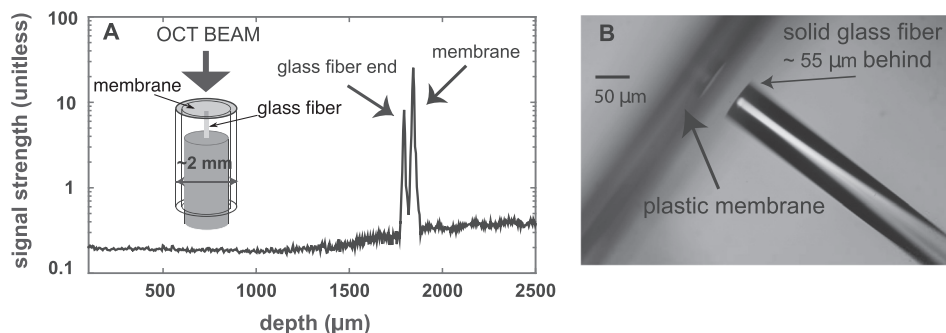 A
OCT BEAM
membrane
glass fiber
~2 mm
glass fiber end
membrane
signal strength (unitless)
100
10
1
0.1
500
1000
1500
2000
2500
depth (µm)
B
solid glass fiber
~ 55 µm behind
50 µm
plastic membrane